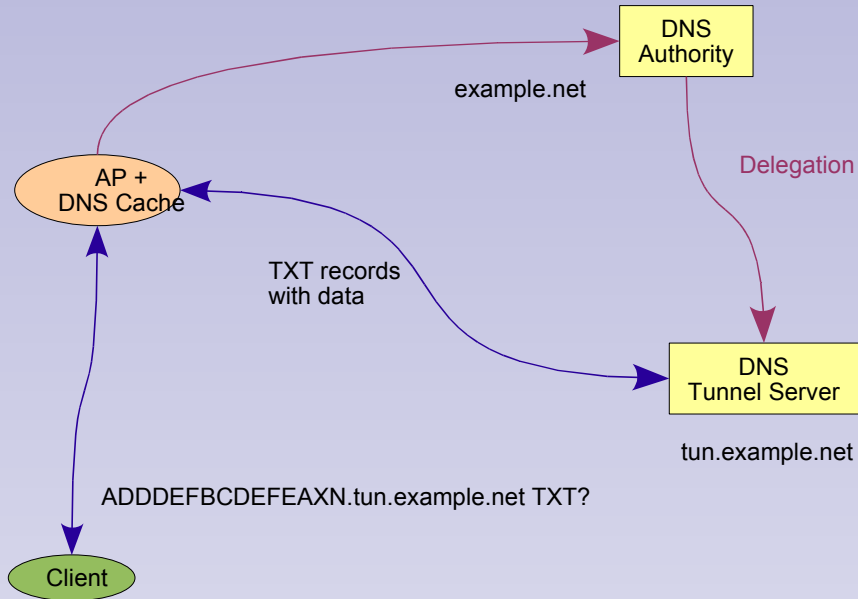 DNS
Authority
example.net
Delegation
AP +
DNS Cache
TXT records
with data
DNS
Tunnel Server
tun.example.net
ADDDEFBCDEFEAXN.tun.example.net TXT?
Client